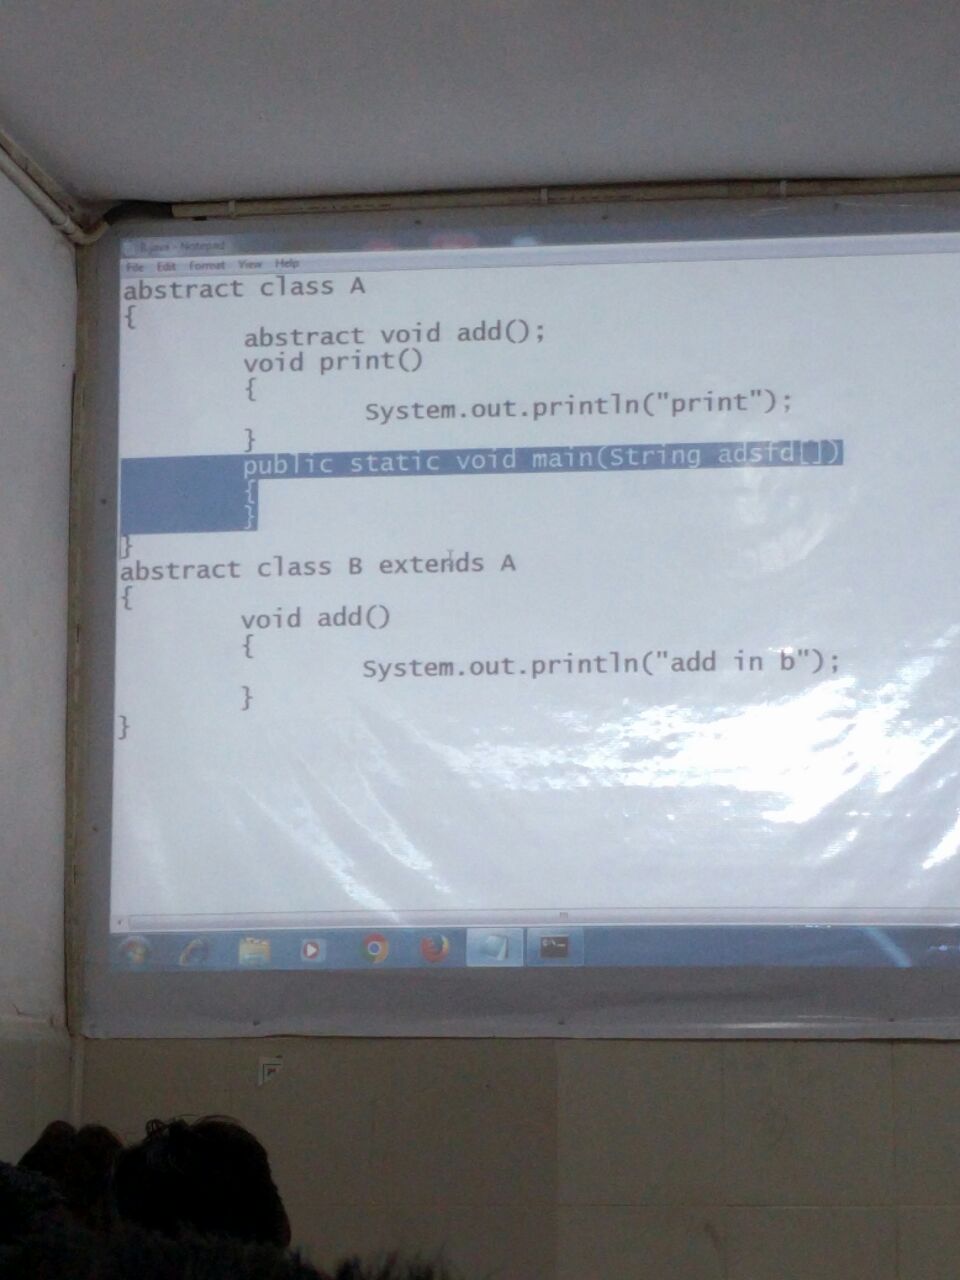 B.java - Notepad
File Edit Format View Help
abstract class A
{
abstract void add();
void print()
{
System.out.println("print");
}
public static void main(String adsfd[])
{
}
}
abstract class B extends A
{
void add()
{
System.out.println("add in b");
}
}